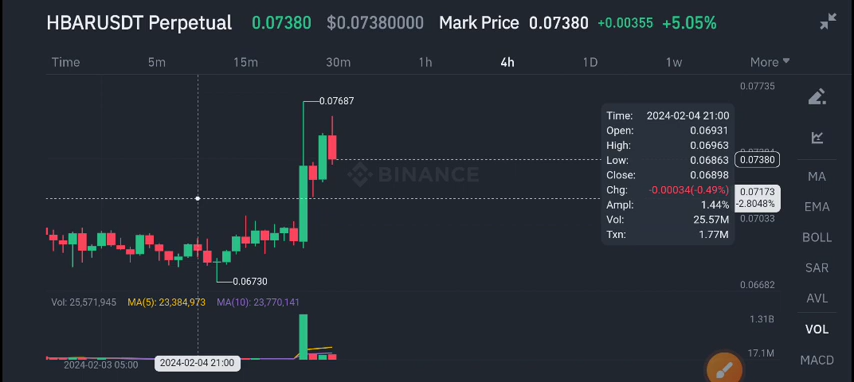 HBARUSDT Perpetual 0.07380 $0.07380000 Mark Price 0.07380 +0.00355 +5.05%
Time 5m 15m 30m 1h 4h 1D 1w More
0.07735
0.07687
Time: 2024-02-04 21:00
Open: 0.06931
High: 0.06963
Low: 0.06863
Close: 0.06898
Chg: -0.00034(-0.49%)
Ampl: 1.44%
Vol: 25.57M
Txn: 1.77M
0.07380
BINANCE
0.07173
-2.8048%
0.07033
0.06730
0.06682
MA
EMA
BOLL
SAR
AVL
VOL
MACD
Vol: 25,571,945 MA(5): 23,384,973 MA(10): 23,770,141
1.31B
17.1M
2024-02-03 05:00 2024-02-04 21:00